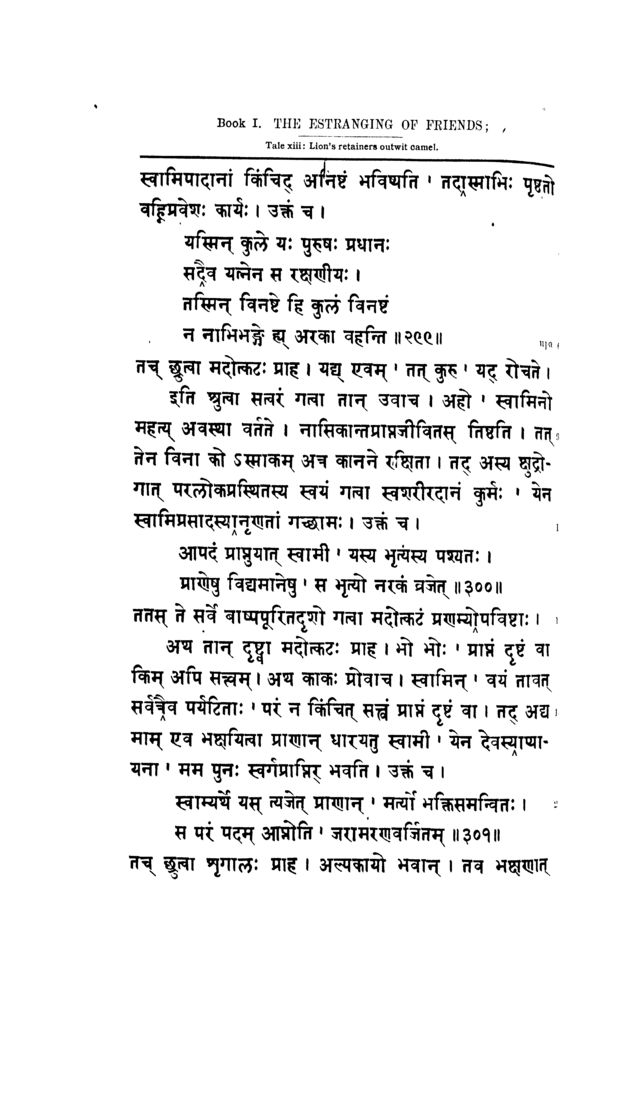 Book I. THE ESTRANGING OF FRIENDS;
Tale xiii: Lion's retainers outwit camel.
स्वामिपादानां किंचिद् अनिष्टं भविष्यति ' तदास्माभिः पृष्ठतो
वह्निप्रवेशः कार्यः । उक्तं च ।
यस्मिन् कुले यः पुरुषः प्रधानः
सदैव यत्नेन स रक्षणीयः ।
तस्मिन् विनष्टे हि कुलं विनष्टं
न नाभिभङ्गे ह्य् अरका वहन्ति ॥२९९॥
तच् छ्रुत्वा मदोत्कटः प्राह । यद्य् एवम् ' तत् कुरु ' यद् रोचते ।
इति श्रुत्वा सत्वरं गत्वा तान् उवाच । अहो ' स्वामिनो
महत्य् अवस्था वर्तते । नासिकान्तप्राप्तजीवितस् तिष्ठति । तत्
तेन विना को ऽस्माकम् अत्र कानने रक्षिता । तद् अस्य क्षुद्रो-
गात् परलोकप्रस्थितस्य स्वयं गत्वा स्वशरीरदानं कुर्मः ' येन
स्वामिप्रसादस्यानृणतां गच्छामः । उक्तं च ।
आपदं प्राप्नुयात् स्वामी ' यस्य भृत्यस्य पश्यतः ।
प्राणेषु विद्यमानेषु ' स भृत्यो नरकं व्रजेत् ॥३००॥
ततस् ते सर्वे बाष्पपूरितदृशो गत्वा मदोत्कटं प्रणम्योपविष्टाः ।
अथ तान् दृष्ट्वा मदोत्कटः प्राह । भो भोः ' प्राप्तं दृष्टं वा
किम् अपि सत्त्वम् । अथ काकः प्रोवाच । स्वामिन् ' वयं तावत्
सर्वत्रैव पर्यटिताः ' परं न किंचित् सत्त्वं प्राप्तं दृष्टं वा । तद् अद्य
माम् एव भक्षयित्वा प्राणान् धारयतु स्वामी ' येन देवस्याप्या-
यना ' मम पुनः स्वर्गप्राप्तिर् भवति । उक्तं च ।
स्वाम्यर्थे यस् त्यजेत् प्राणान् ' मर्त्यो भक्तिसमन्वितः ।
स परं पदम् आप्नोति ' जरामरणवर्जितम् ॥३०१॥
तच् छ्रुत्वा शृगालः प्राह । अल्पकायो भवान् । तव भक्षणात्